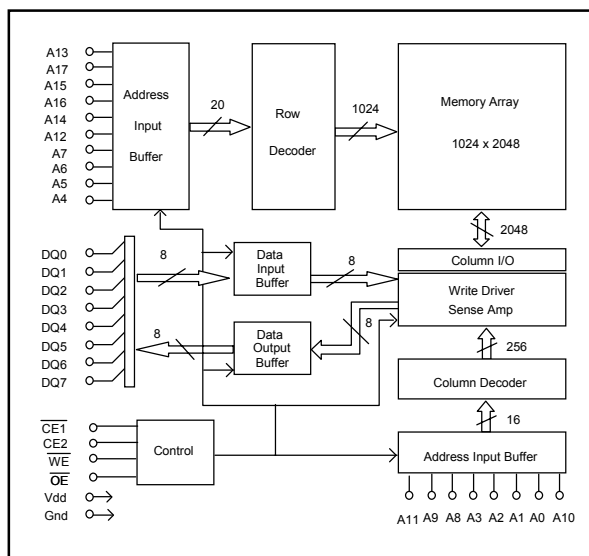 A13
A17
A15
A16
A14
A12
A7
A6
A5
A4
Address
Input
Buffer
20
Row
Decoder
1024
Memory Array
1024 x 2048
2048
DQ0
DQ1
DQ2
DQ3
DQ4
DQ5
DQ6
DQ7
8
Data
Input
Buffer
8
Column I/O
Write Driver
Sense Amp
8
Data
Output
Buffer
8
256
Column Decoder
16
Address Input Buffer
CE1
CE2
WE
OE
Vdd
Gnd
Control
A11 A9 A8 A3 A2 A1 A0 A10